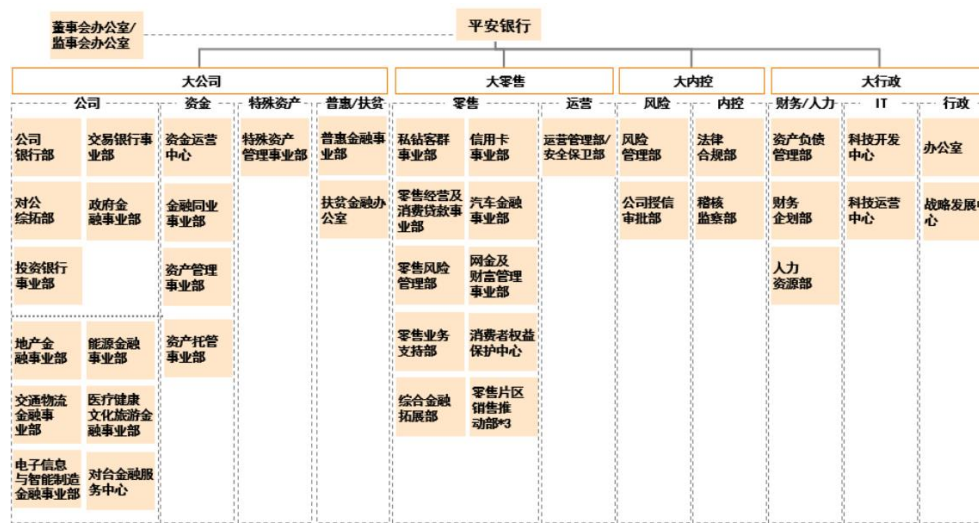 董事会办公室/
监事会办公室
平安银行
大公司
大零售
大内控
大行政
公司
资金
特殊资产
普惠/扶贫
零售
运营
风险
内控
财务/人力
IT
行政
公司
银行部
交易银行事
业部
资金运营
中心
特殊资产
管理事业部
普惠金融事
业部
私钻客群
事业部
信用卡
事业部
运营管理部/
安全保卫部
风险
管理部
法律
合规部
资产负债
管理部
科技开发
中心
办公室
对公
综拓部
政府金
融事业部
金融同业
事业部
扶贫金融办
公室
零售经营及
消费贷款事
业部
汽车金融
事业部
公司授信
审批部
稽核
监察部
财务
企划部
科技运营
中心
战略发展中
心
投资银行
事业部
资产管理
事业部
零售风险
管理部
网金及
财富管理
事业部
人力
资源部
地产金
融事业部
能源金融
事业部
资产托管
事业部
零售业务
支持部
消费者权益
保护中心
交通物流
金融事
业部
医疗健康
文化旅游金
融事业部
综合金融
拓展部
零售片区
销售推
动部*3
电子信息
与智能制造
金融事业部
对台金融服
务中心